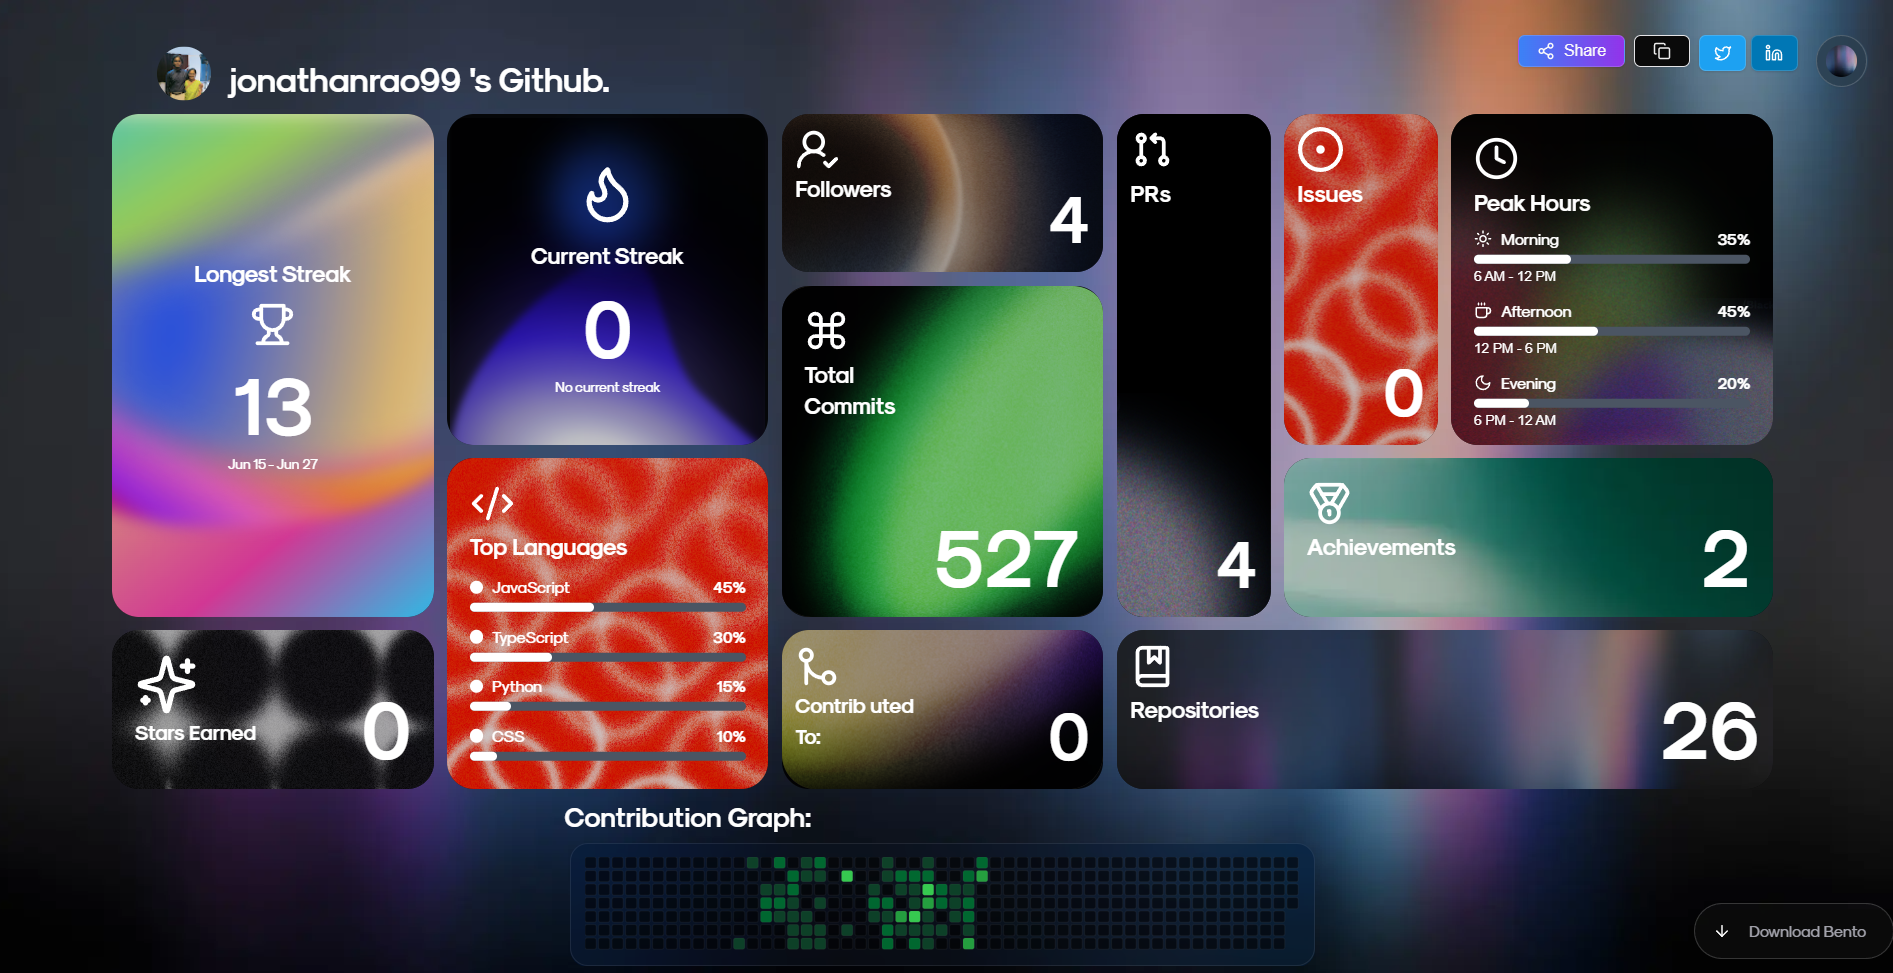 jonathanrao99 's Github.
Share
Longest Streak
13
Jun 15 - Jun 27
Current Streak
0
No current streak
Followers
4
Total
Commits
527
PRs
4
Issues
0
Peak Hours
Morning 35%
6 AM - 12 PM
Afternoon 45%
12 PM - 6 PM
Evening 20%
6 PM - 12 AM
Achievements
2
Stars Earned
0
Top Languages
JavaScript 45%
TypeScript 30%
Python 15%
CSS 10%
Contrib uted
To:
0
Repositories
26
Contribution Graph:
Download Bento